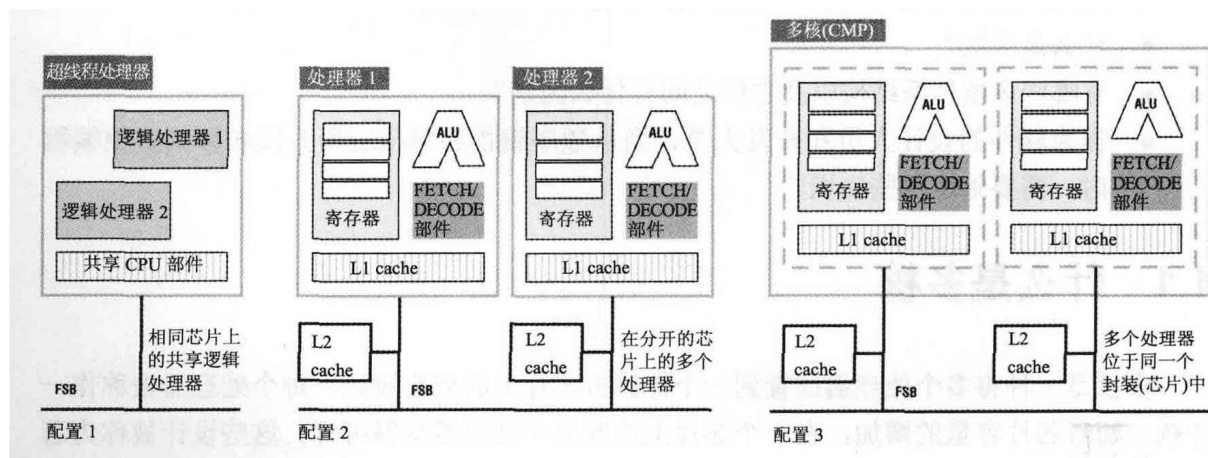 超线程处理器
逻辑处理器
逻辑处理器 2
共享 CPU 部件
相同芯片上
的共享逻辑
处理器
FSB
配置 1
处理器 1
ALU
FETCH/
DECODE
部件
寄存器
L1 cache
L2
cache
处理器 2
ALU
FETCH/
DECODE
部件
寄存器
L1 cache
L2
cache
在分开的芯
片上的多个
处理器
FSB
配置 2
多核(CMP)
ALU
FETCH/
DECODE
部件
寄存器
L1 cache
ALU
FETCH/
DECODE
部件
寄存器
L1 cache
L2
cache
L2
cache
多个处理器
位于同一个
封装(芯片)中
FSB
配置 3